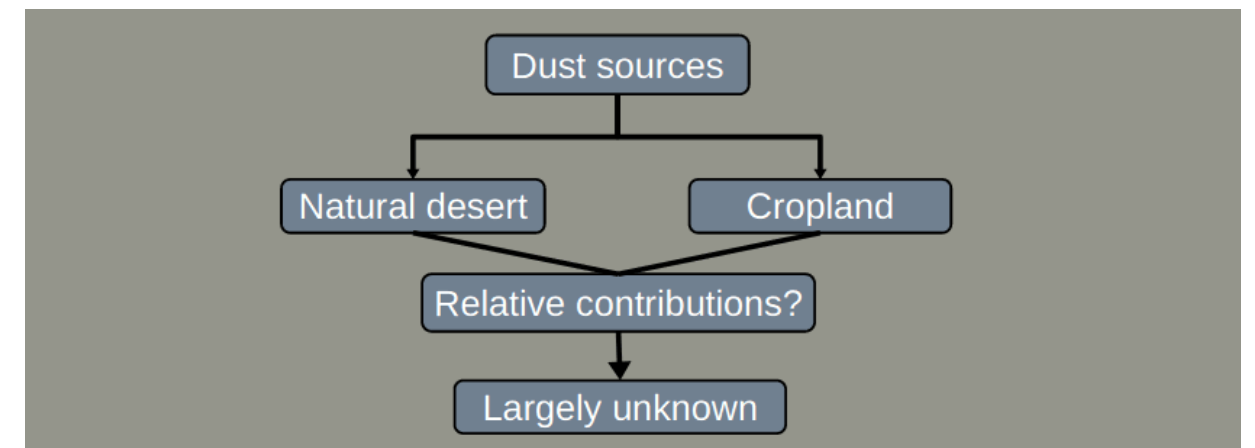 Dust sources
Natural desert
Cropland
Relative contributions?
Largely unknown